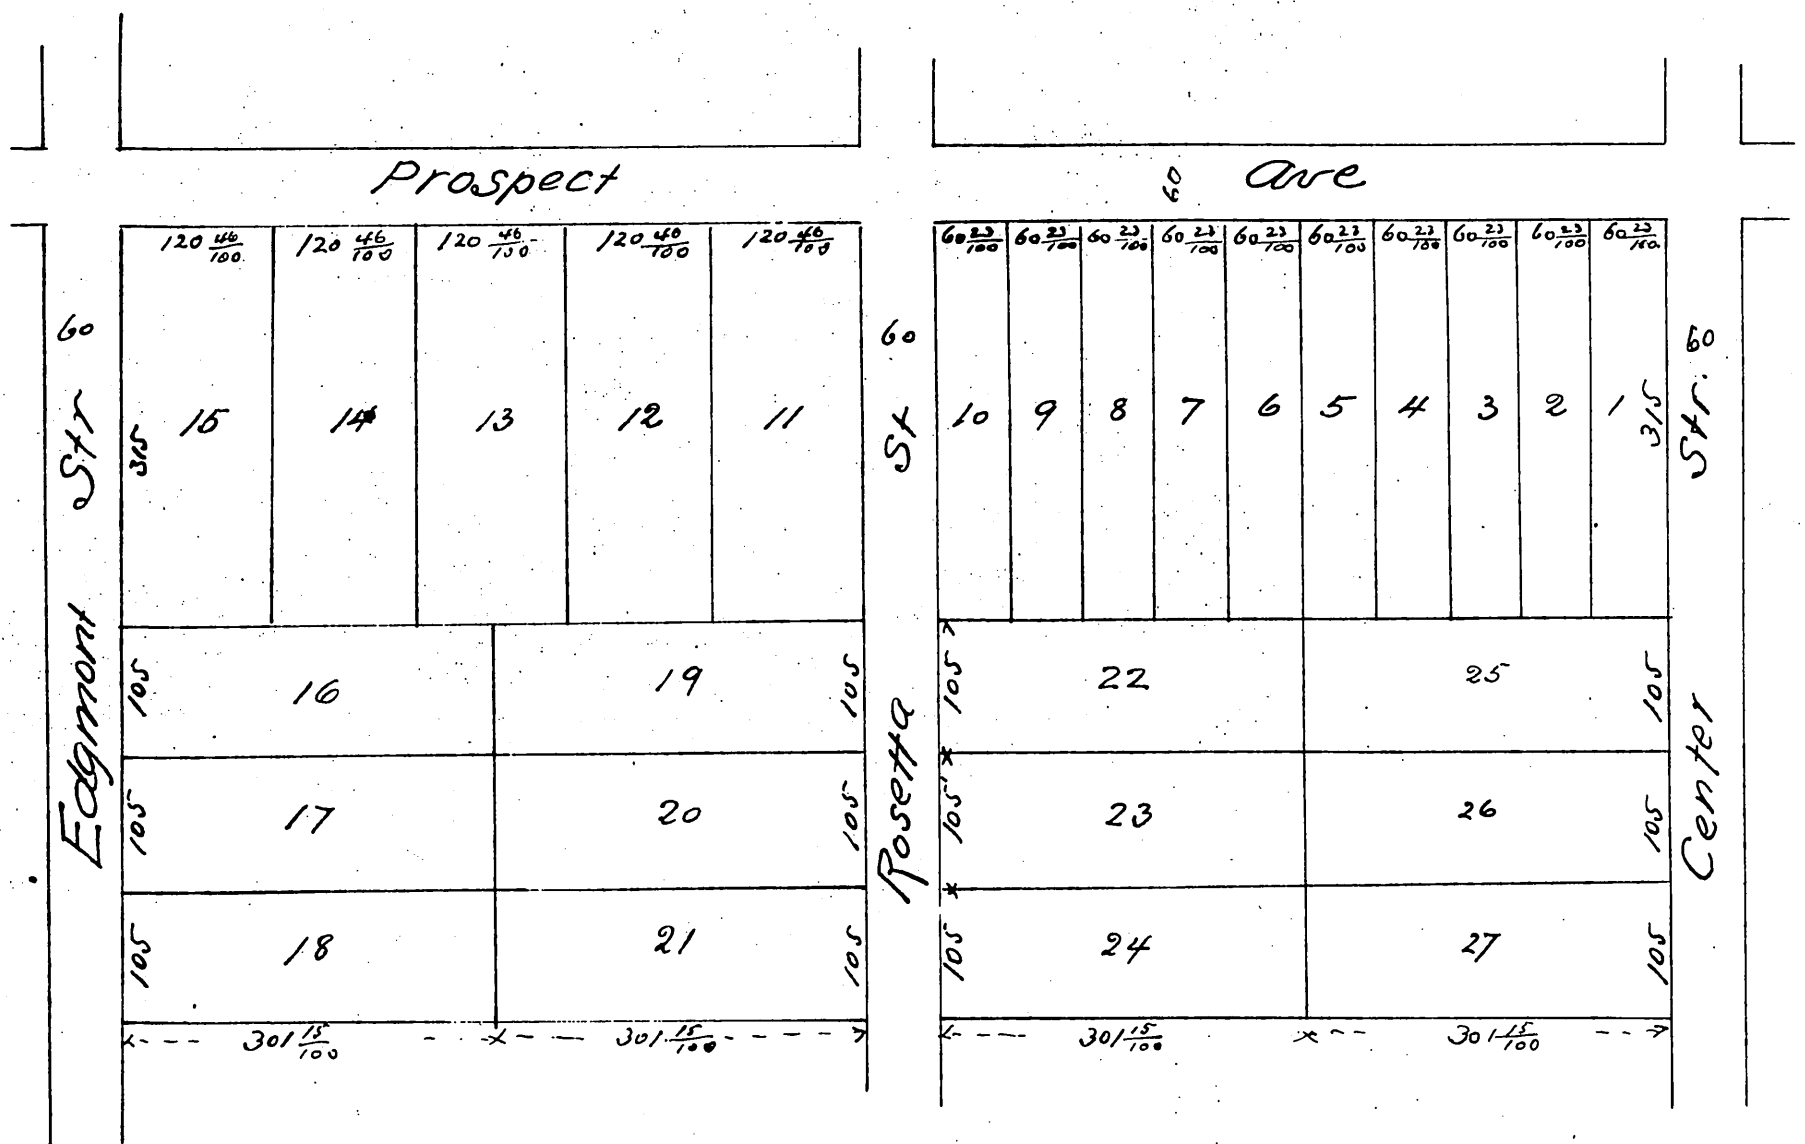 Prospect 60 Ave
120 46/100 120 46/100 120 46/100 120 46/100 120 46/100
60 23/100 60 23/100 60 23/100 60 23/100 60 23/100 60 23/100 60 23/100 60 23/100 60 23/100 60 23/100
Edgmont Str 60
315
15 14 13 12 11
Rosetta St 60
10 9 8 7 6 5 4 3 2 1
315
Center Str. 60
105 16 19 105
105 22 25 105
105 17 20 105
105' 23 26 105
105 18 21 105
105 24 27 105
301 15/100 301 15/100
301 15/100 301 15/100